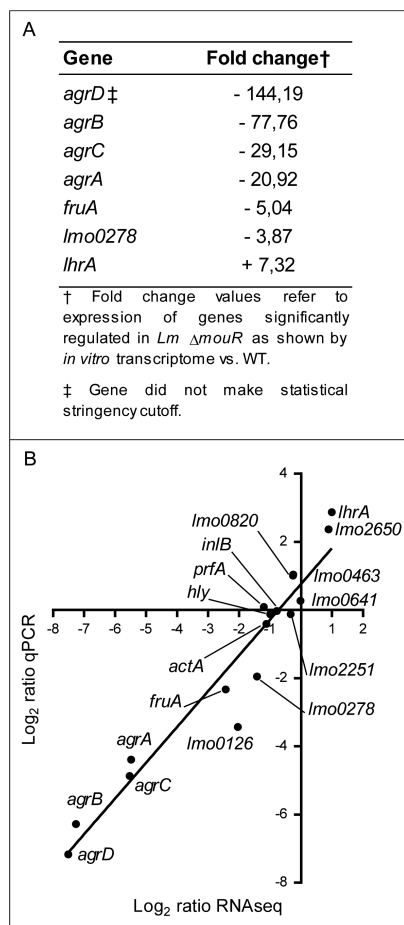 A
Gene Fold change†
agrD‡ - 144,19
agrB - 77,76
agrC - 29,15
agrA - 20,92
fruA - 5,04
lmo0278 - 3,87
lhrA + 7,32
† Fold change values refer to
expression of genes significantly
regulated in Lm ΔmouR as shown by
in vitro transcriptome vs. WT.
‡ Gene did not make statistical
stringency cutoff.
B
4
lhrA
lmo0820
lmo2650
2
inlB
prfA
lmo0463
hly
lmo0641
-8 -7 -6 -5 -4 -3 -2 -1 1 2
actA
lmo2251
-2
fruA
lmo0278
lmo0126
agrA
-4
agrC
agrB
-6
agrD
-8
Log2 ratio qPCR
Log2 ratio RNAseq